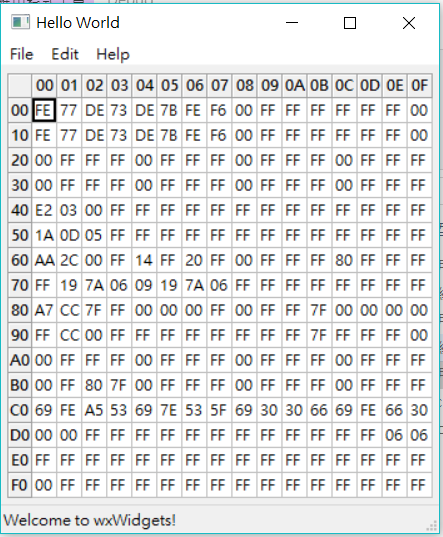 Hello World
File Edit Help
00 01 02 03 04 05 06 07 08 09 0A 0B 0C 0D 0E 0F
00 FE 77 DE 73 DE 7B FE F6 00 FF FF FF FF FF FF 00
10 FE 77 DE 73 DE 7B FE F6 00 FF FF FF FF FF FF 00
20 00 FF FF FF 00 FF FF FF 00 FF FF FF 00 FF FF FF
30 00 FF FF FF 00 FF FF FF 00 FF FF FF 00 FF FF FF
40 E2 03 00 FF FF FF FF FF FF FF FF FF FF FF FF FF
50 1A 0D 05 FF FF FF FF FF FF FF FF FF FF FF FF FF
60 AA 2C 00 FF 14 FF 20 FF 00 FF FF FF 80 FF FF FF
70 FF 19 7A 06 09 19 7A 06 FF FF FF FF FF FF FF FF
80 A7 CC 7F FF 00 00 00 FF 00 FF FF 7F 00 00 00 00
90 FF CC 00 FF FF FF FF FF FF FF FF 7F FF FF FF 00
A0 00 FF FF FF 00 FF FF FF 00 FF FF FF 00 FF FF FF
B0 00 FF 80 7F 00 FF FF FF 00 FF FF FF 00 FF FF FF
C0 69 FE A5 53 69 7E 53 5F 69 30 30 66 69 FE 66 30
D0 00 00 FF FF FF FF FF FF FF FF FF FF FF FF 06 06
E0 FF FF FF FF FF FF FF FF FF FF FF FF FF FF FF FF
F0 00 FF FF FF FF FF FF FF FF FF FF FF FF FF FF FF
Welcome to wxWidgets!